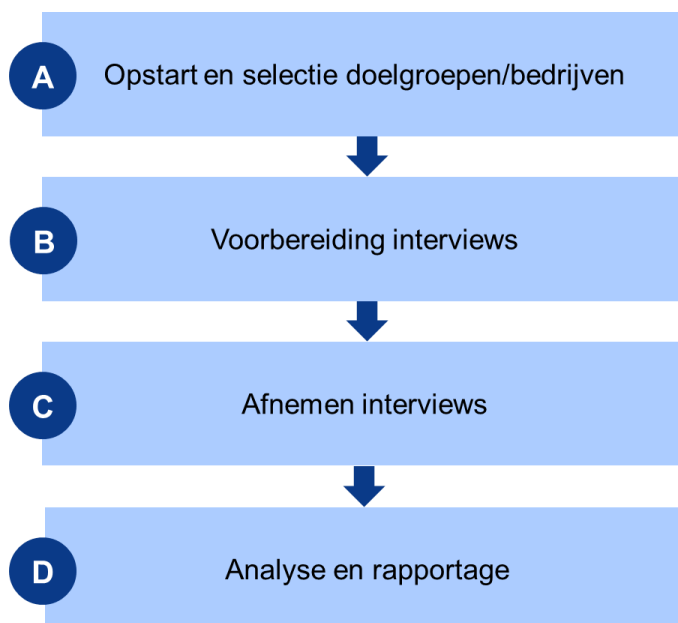 A
Opstart en selectie doelgroepen/bedrijven
B
Voorbereiding interviews
C
Afnemen interviews
D
Analyse en rapportage